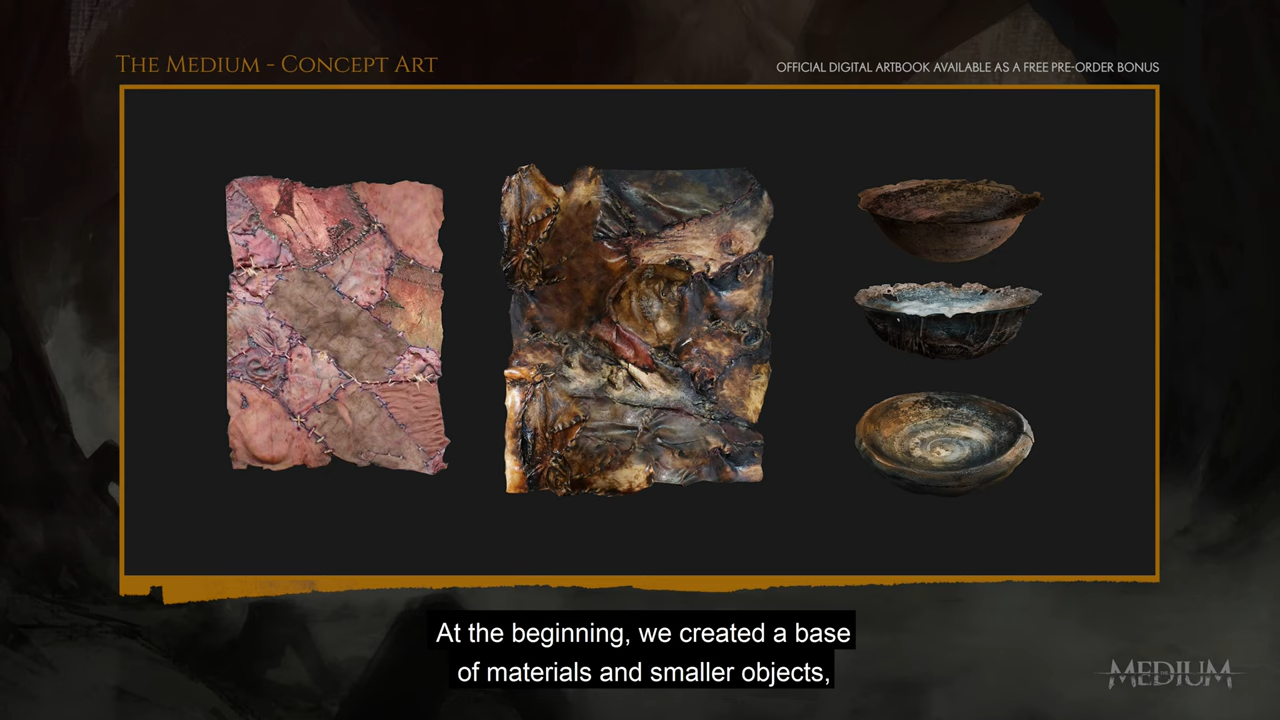 THE MEDIUM - CONCEPT ART
OFFICIAL DIGITAL ARTBOOK AVAILABLE AS A FREE PRE-ORDER BONUS
At the beginning, we created a base
of materials and smaller objects,
MEDIUM